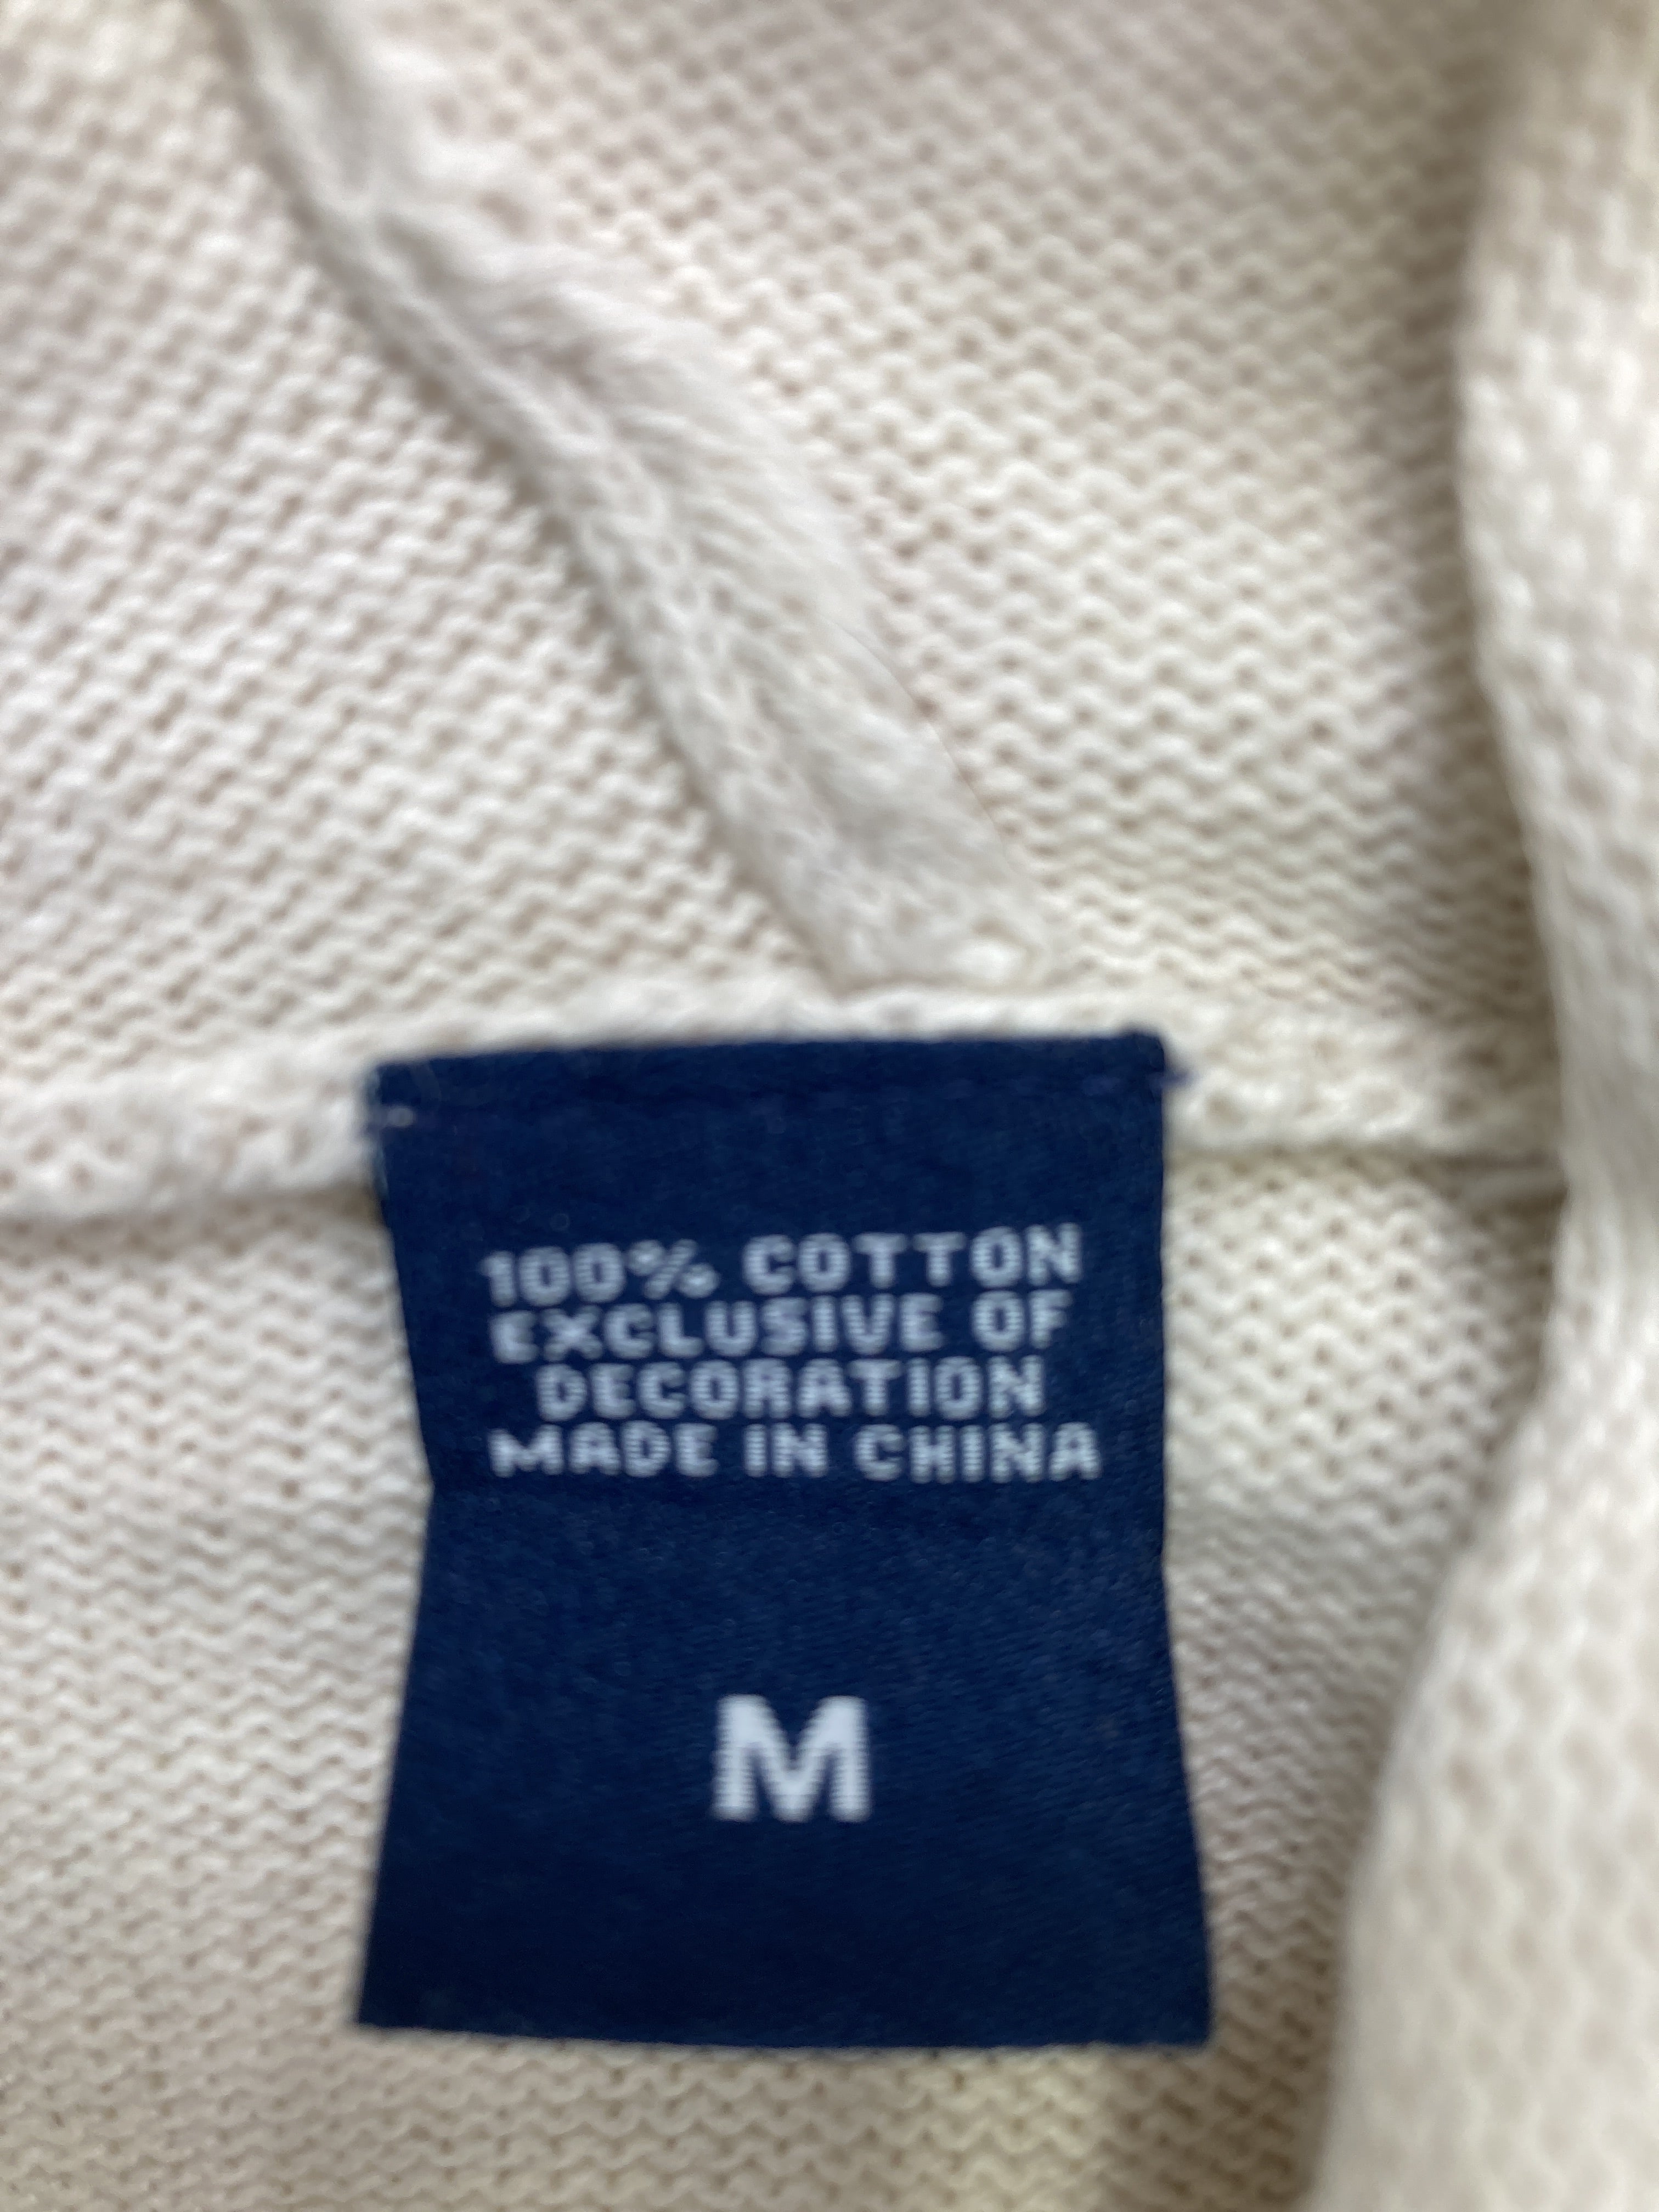 100% COTTON
EXCLUSIVE OF
DECORATION
MADE IN CHINA
M